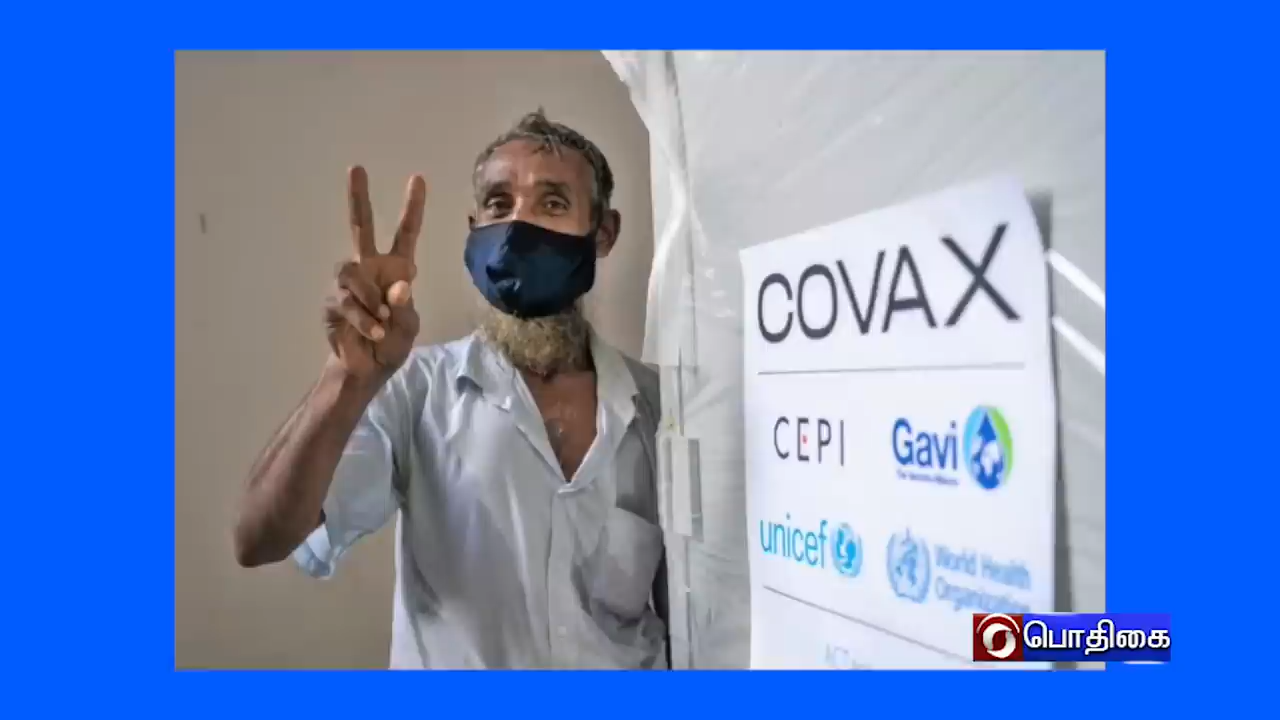 COVAX
CEPI
Gavi
unicef
World Health
Organization
பொதிகை